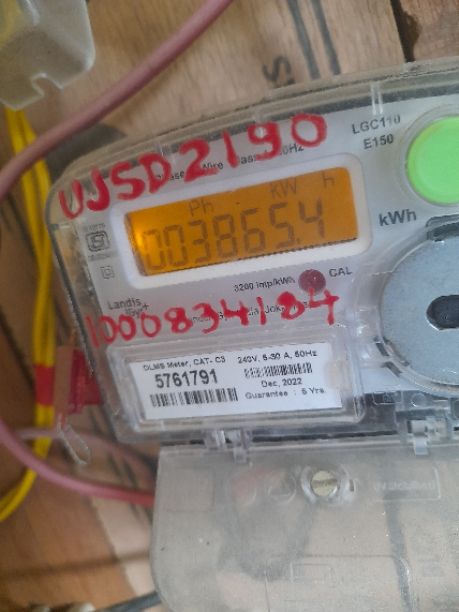 LGC110
E150
UJSD2190
Ph kW h
003865.4
kWh
3200 imp/kWh CAL
Landis
Gyr+
1000834184
DLMS Meter, CAT- C3 240V, 5-30 A, 50Hz
5761791
Dec, 2022
Guarantee : 5 Yrs